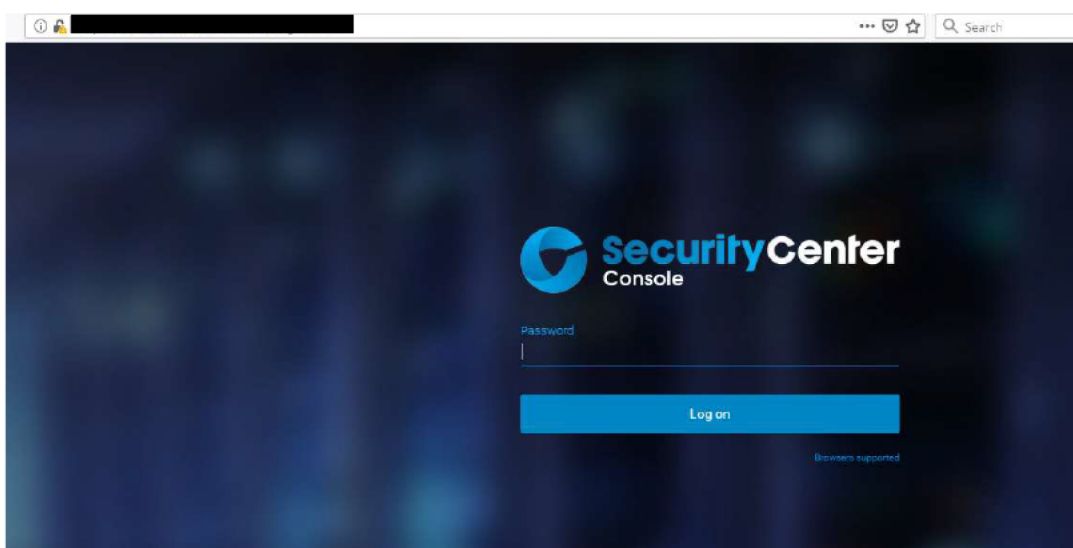 Search
SecurityCenter
Console
Password
Log on
Browsers supported